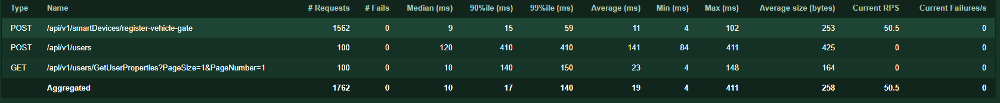 Type Name # Requests # Fails Median (ms) 90%ile (ms) 99%ile (ms) Average (ms) Min (ms) Max (ms) Average size (bytes) Current RPS Current Failures/s
POST /api/v1/smartDevices/register-vehicle-gate 1562 0 9 15 59 11 4 102 253 50.5 0
POST /api/v1/users 100 0 120 410 410 141 84 411 425 0 0
GET /api/v1/users/GetUserProperties?PageSize=1&PageNumber=1 100 0 10 140 150 23 4 148 164 0 0
Aggregated 1762 0 10 17 140 19 4 411 258 50.5 0